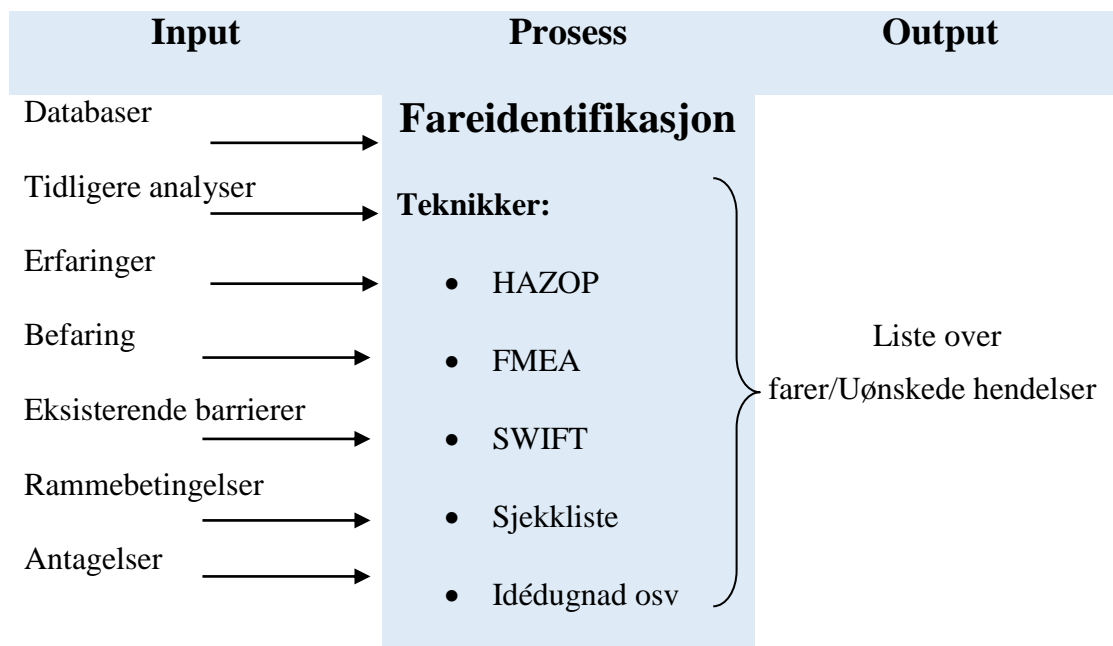 Input Prosess Output
Databaser
Tidligere analyser
Erfaringer
Befaring
Eksisterende barrierer
Rammebetingelser
Antagelser
Fareidentifikasjon
Teknikker:
• HAZOP
• FMEA
• SWIFT
• Sjekkliste
• Idédugnad osv
Liste over
farer/Uønskede hendelser